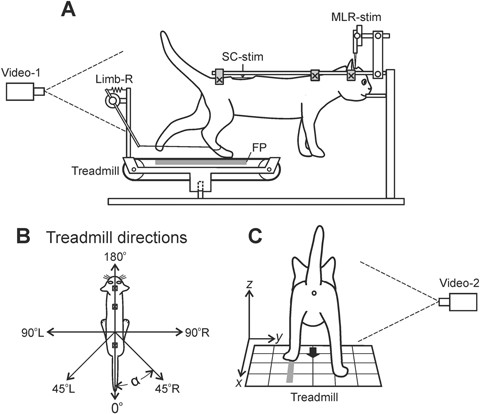 A
MLR-stim
SC-stim
Video-1
Limb-R
FP
Treadmill
B
Treadmill directions
180°
90°L
90°R
α
45°L
45°R
0°
C
Video-2
z
y
x
Treadmill